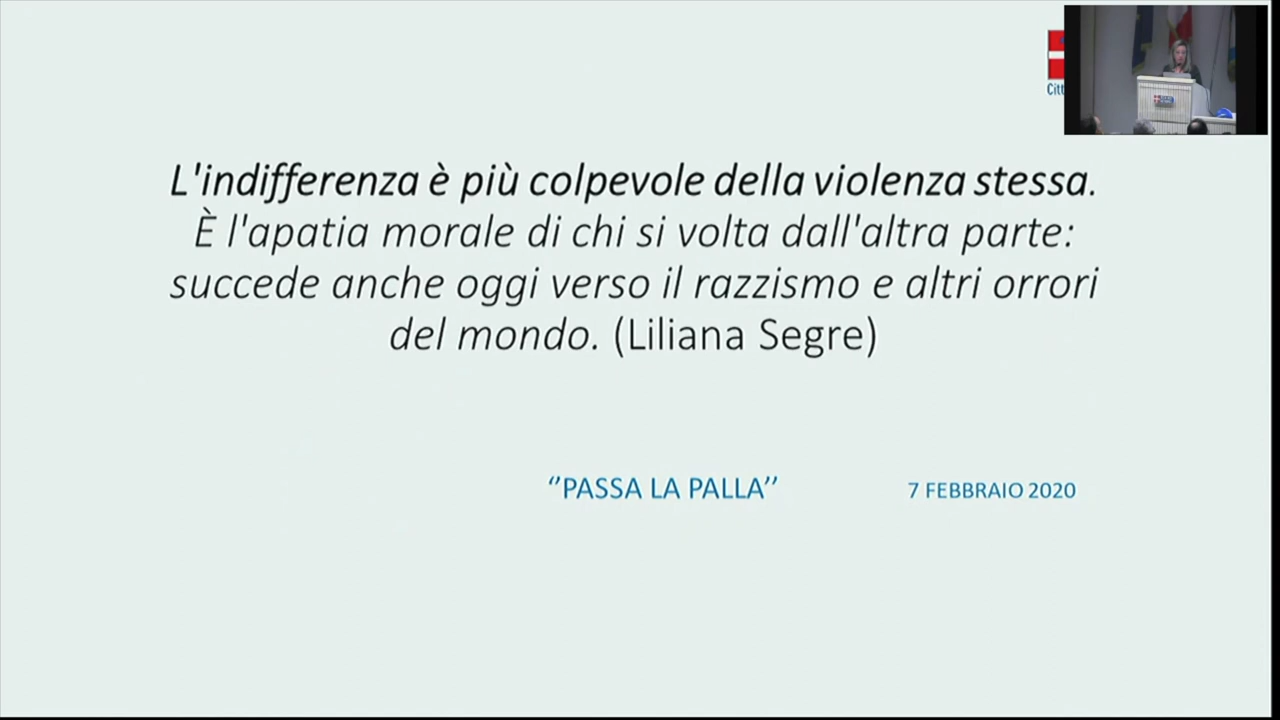 L'indifferenza è più colpevole della violenza stessa.
È l'apatia morale di chi si volta dall'altra parte:
succede anche oggi verso il razzismo e altri orrori
del mondo. (Liliana Segre)
‘’PASSA LA PALLA’’ 7 FEBBRAIO 2020